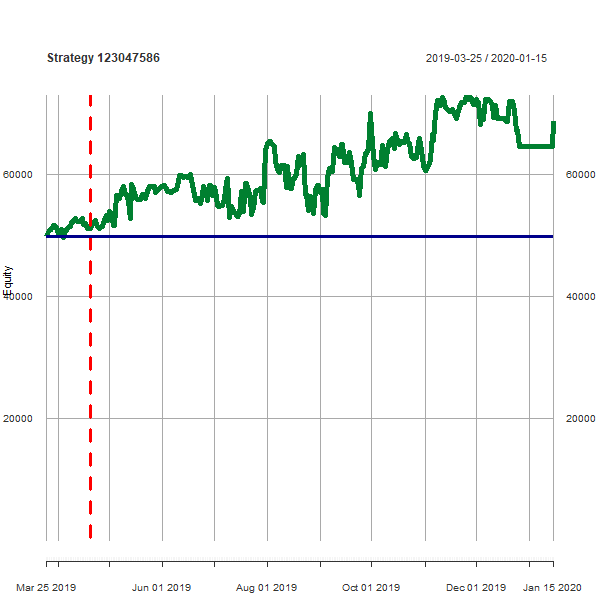 Strategy 123047586
2019-03-25 / 2020-01-15
60000
60000
Equity
40000
40000
20000
20000
Mar 25 2019
Jun 01 2019
Aug 01 2019
Oct 01 2019
Dec 01 2019
Jan 15 2020